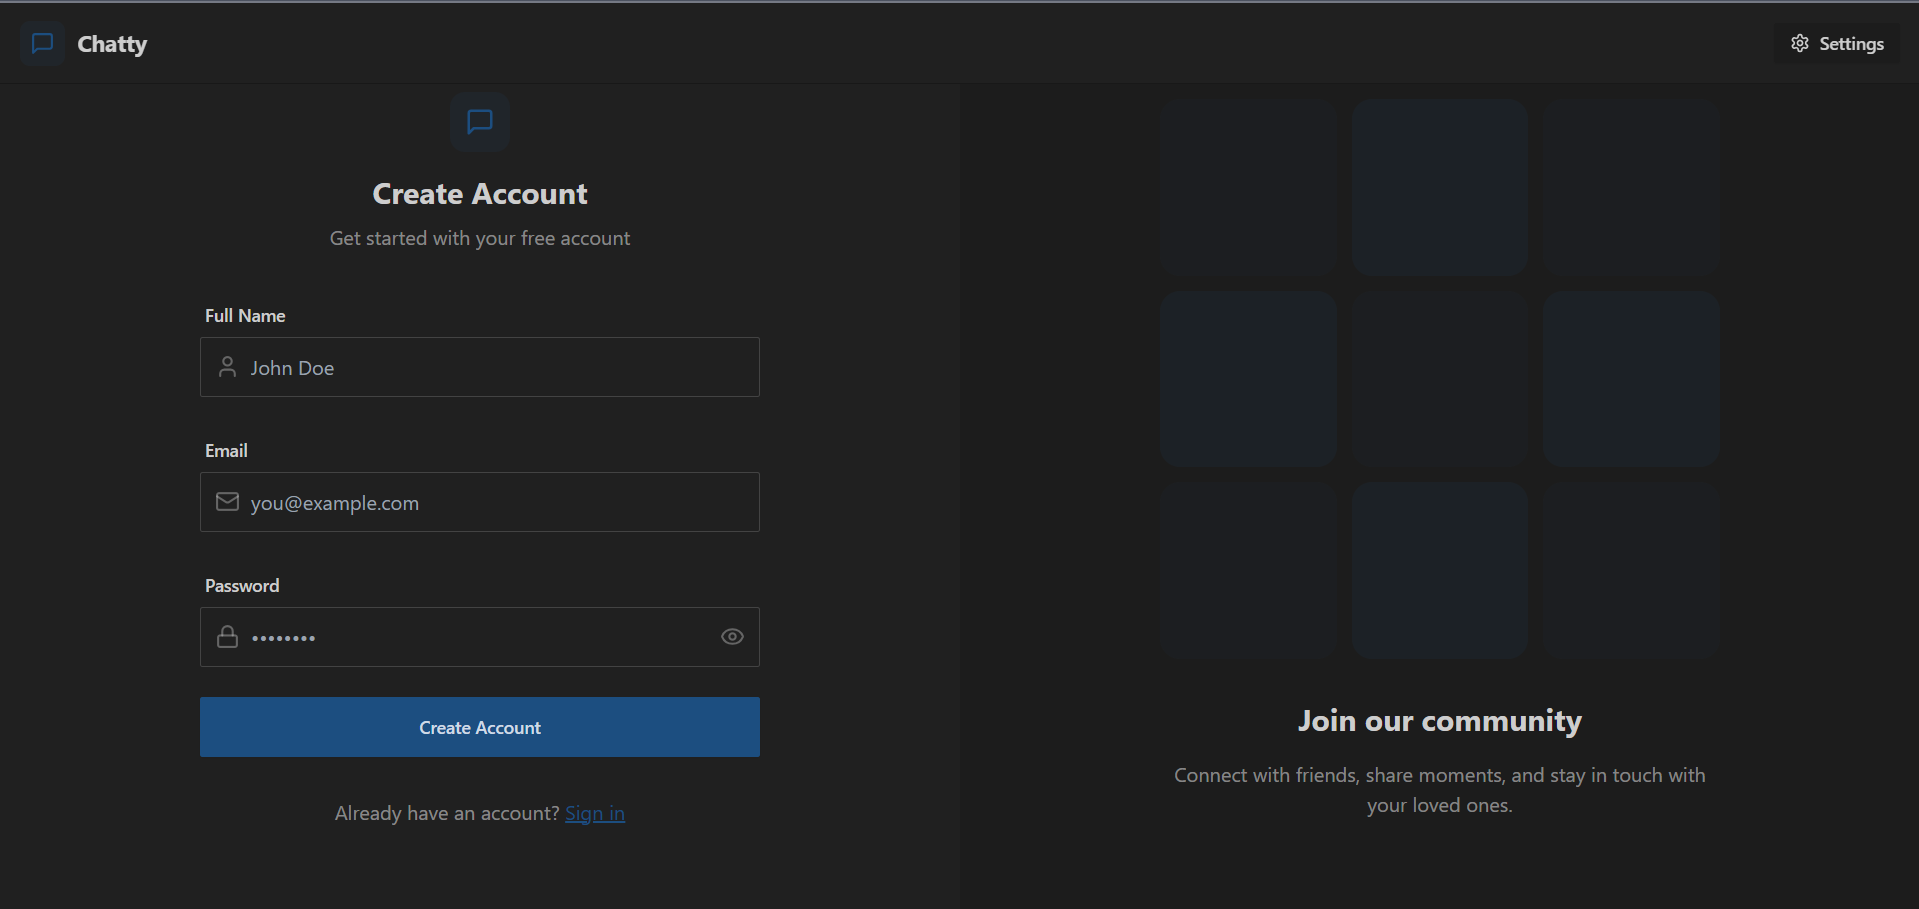 Chatty
Settings
Create Account
Get started with your free account
Full Name
John Doe
Email
you@example.com
Password
••••••••
Create Account
Already have an account? Sign in
Join our community
Connect with friends, share moments, and stay in touch with
your loved ones.